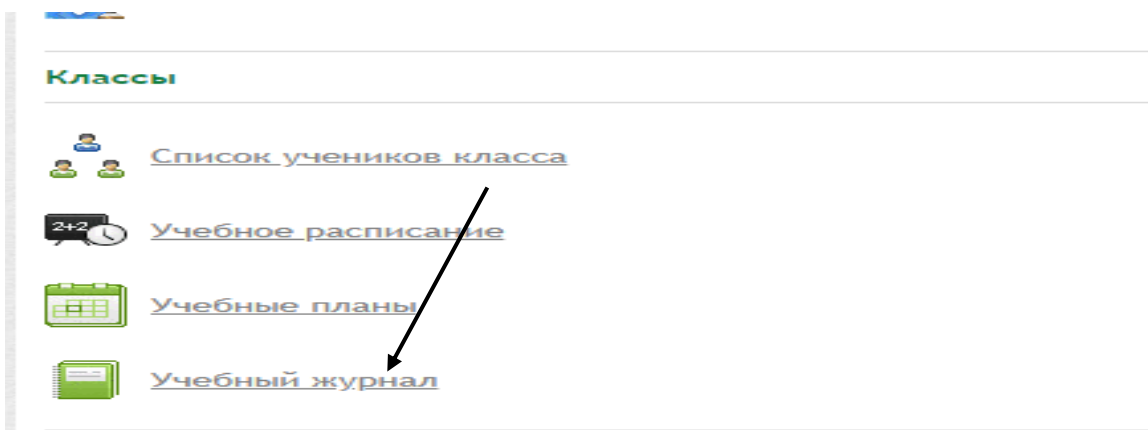 Классы
Список учеников класса
2+2
Учебное расписание
Учебные планы
Учебный журнал